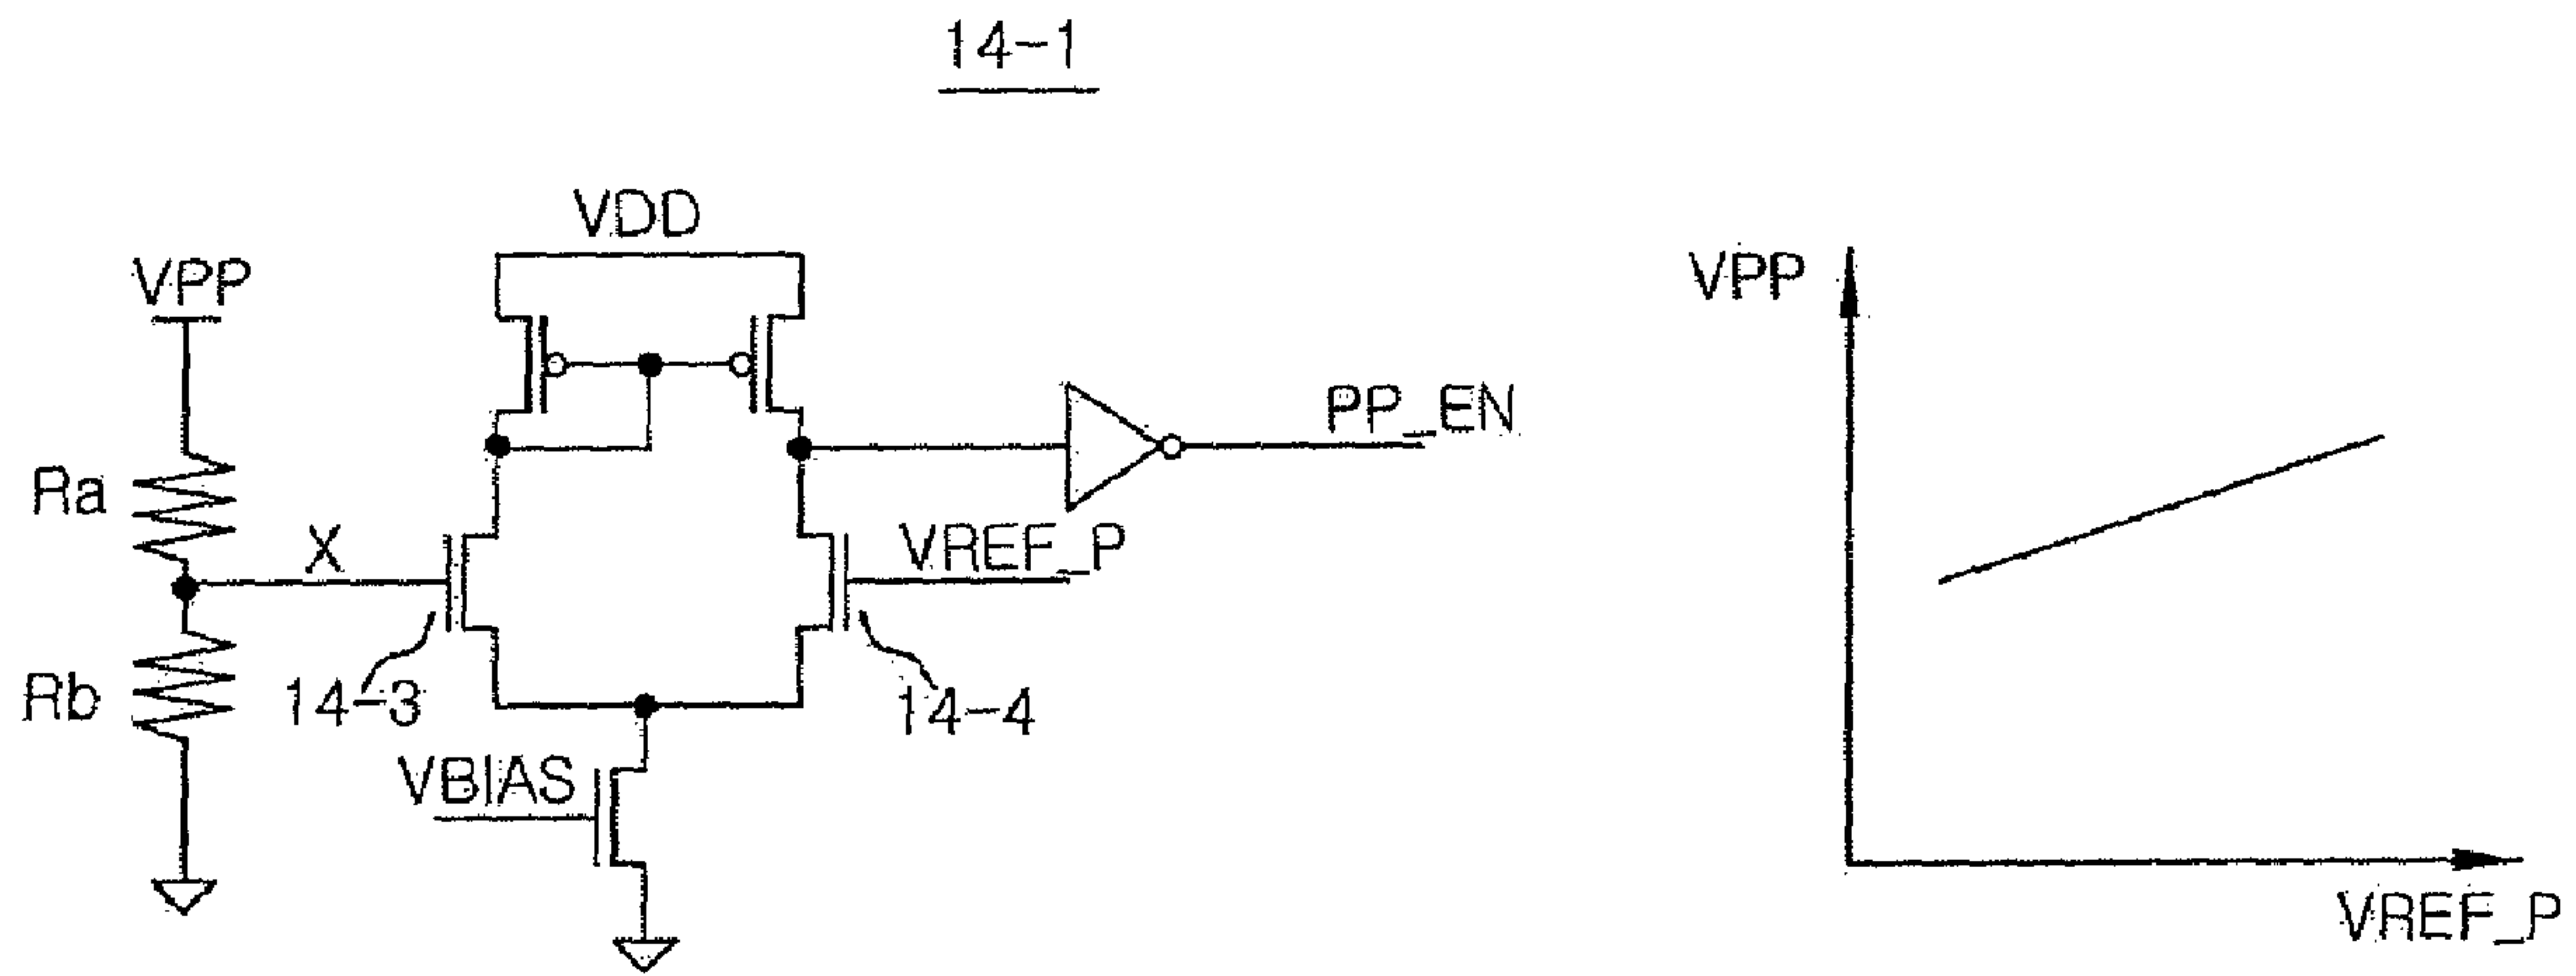 14-1
VDD
VPP
VPP
PP_EN
Ra
X
VREF_P
Rb
14-3
14-4
VBIAS
VREF_P